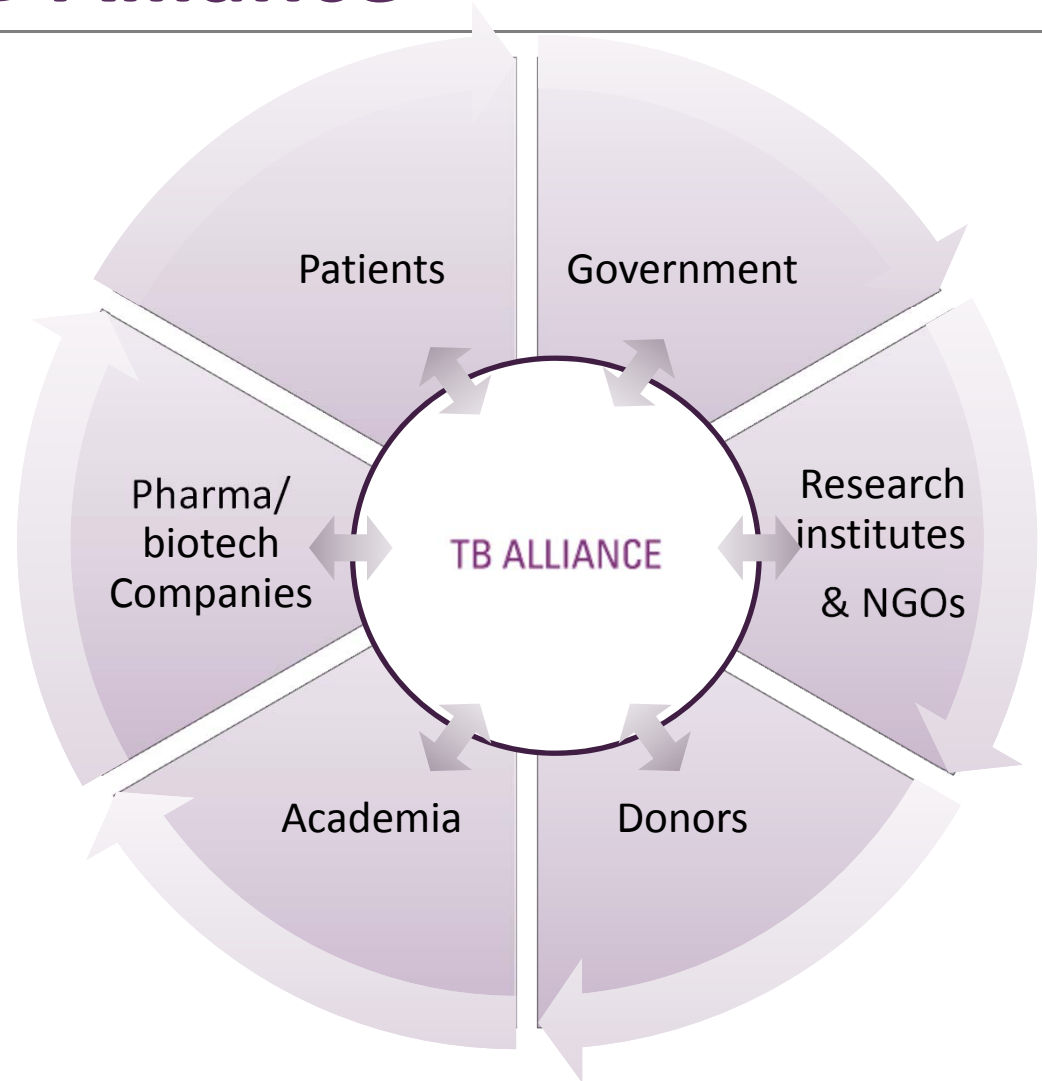 Patients
Government
Pharma/
biotech
Companies
TB ALLIANCE
Research
institutes
& NGOs
Academia
Donors